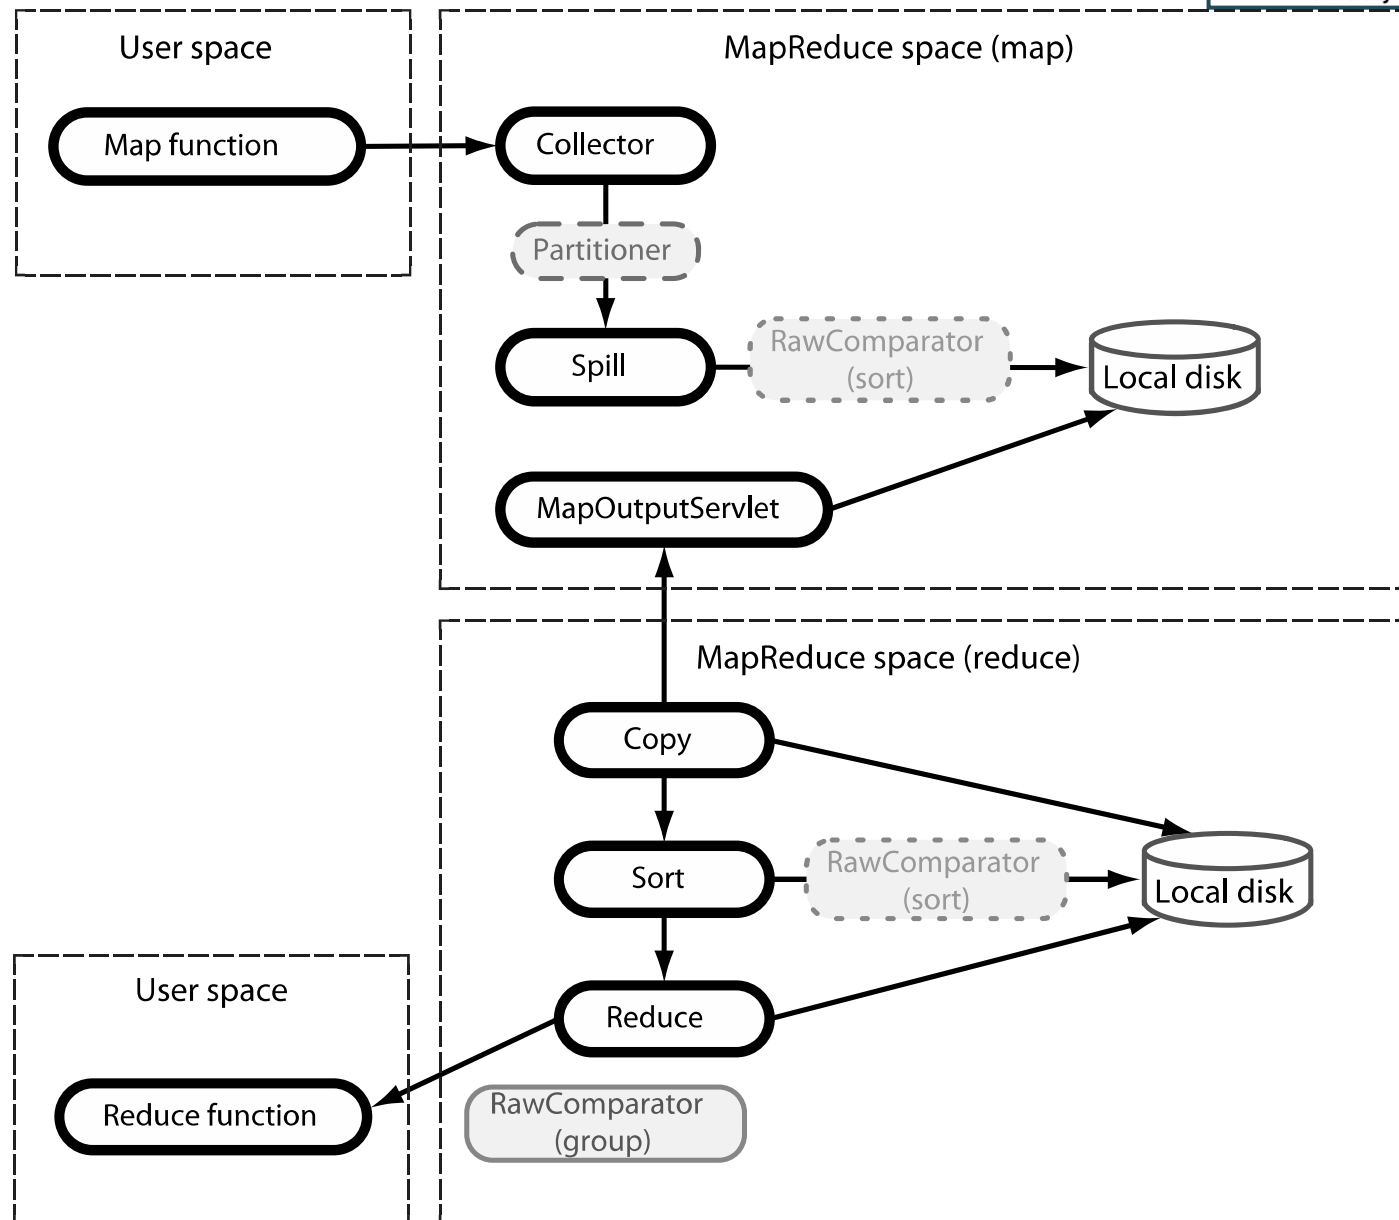 User space
MapReduce space (map)
Map function
Collector
Partitioner
Spill
RawComparator
(sort)
Local disk
MapOutputServlet
MapReduce space (reduce)
Copy
Sort
RawComparator
(sort)
Local disk
User space
Reduce
Reduce function
RawComparator
(group)